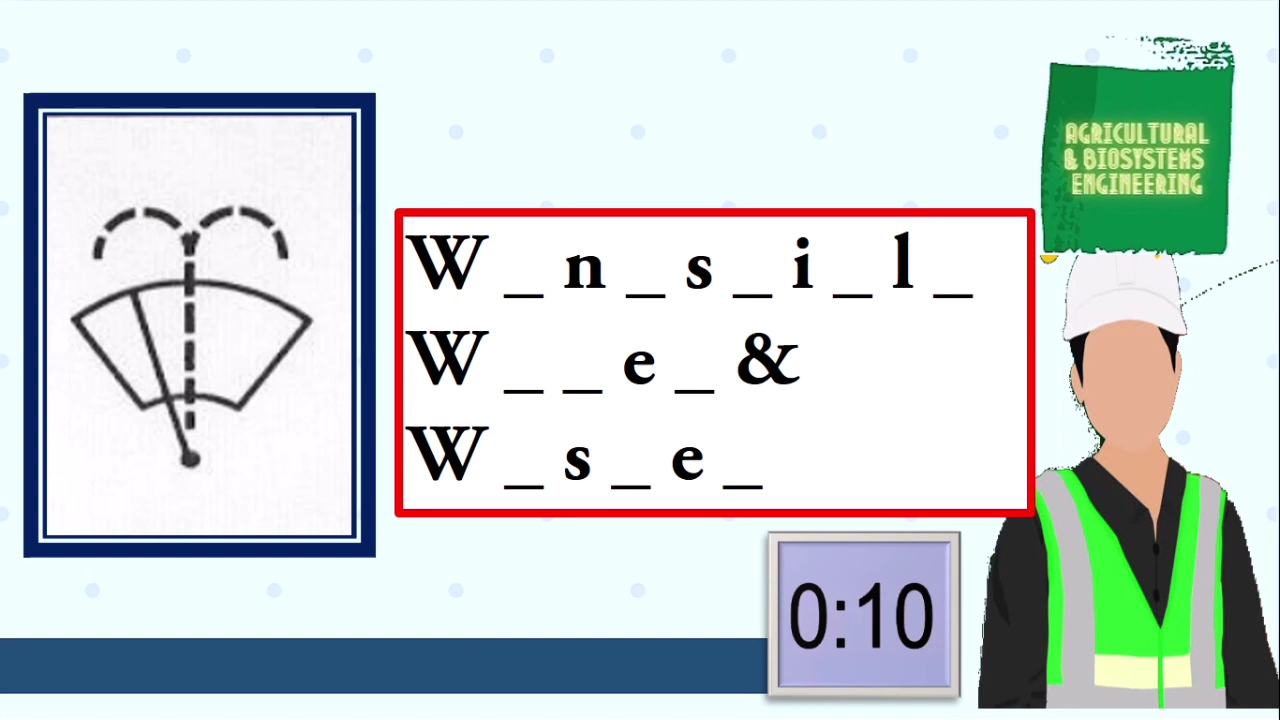 W _ n _ s _ i _ l _
W _ _ e _ &
W _ s _ e _
AGRICULTURAL
& BIOSYSTEMS
ENGINEERING
0:10